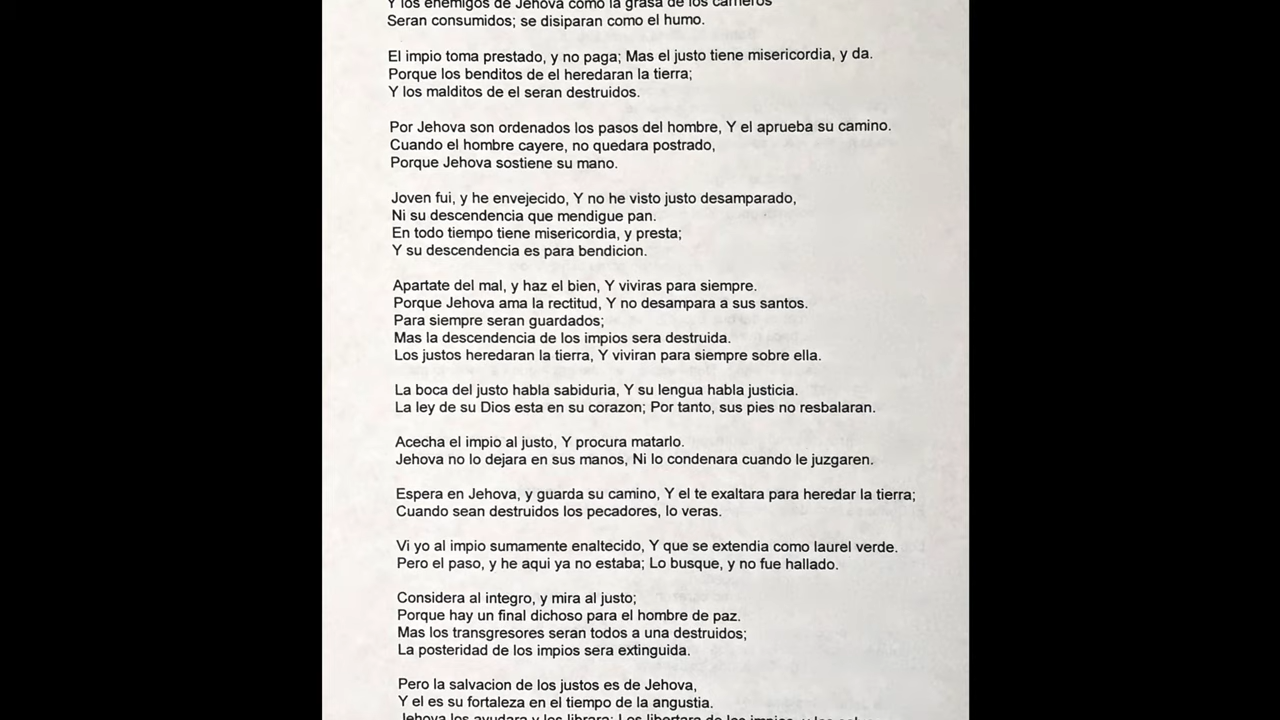 Y los enemigos de Jehova como la grasa de los carneros
Seran consumidos; se disiparan como el humo.
El impio toma prestado, y no paga; Mas el justo tiene misericordia, y da.
Porque los benditos de el heredaran la tierra;
Y los malditos de el seran destruidos.
Por Jehova son ordenados los pasos del hombre, Y el aprueba su camino.
Cuando el hombre cayere, no quedara postrado,
Porque Jehova sostiene su mano.
Joven fui, y he envejecido, Y no he visto justo desamparado,
Ni su descendencia que mendigue pan.
En todo tiempo tiene misericordia, y presta;
Y su descendencia es para bendicion.
Apartate del mal, y haz el bien, Y viviras para siempre.
Porque Jehova ama la rectitud, Y no desampara a sus santos.
Para siempre seran guardados;
Mas la descendencia de los impios sera destruida.
Los justos heredaran la tierra, Y viviran para siempre sobre ella.
La boca del justo habla sabiduria, Y su lengua habla justicia.
La ley de su Dios esta en su corazon; Por tanto, sus pies no resbalaran.
Acecha el impio al justo, Y procura matarlo.
Jehova no lo dejara en sus manos, Ni lo condenara cuando le juzgaren.
Espera en Jehova, y guarda su camino, Y el te exaltara para heredar la tierra;
Cuando sean destruidos los pecadores, lo veras.
Vi yo al impio sumamente enaltecido, Y que se extendia como laurel verde.
Pero el paso, y he aqui ya no estaba; Lo busque, y no fue hallado.
Considera al integro, y mira al justo;
Porque hay un final dichoso para el hombre de paz.
Mas los transgresores seran todos a una destruidos;
La posteridad de los impios sera extinguida.
Pero la salvacion de los justos es de Jehova,
Y el es su fortaleza en el tiempo de la angustia.
Jehova los ayudara y los librara; Los libertara de los impios, y los